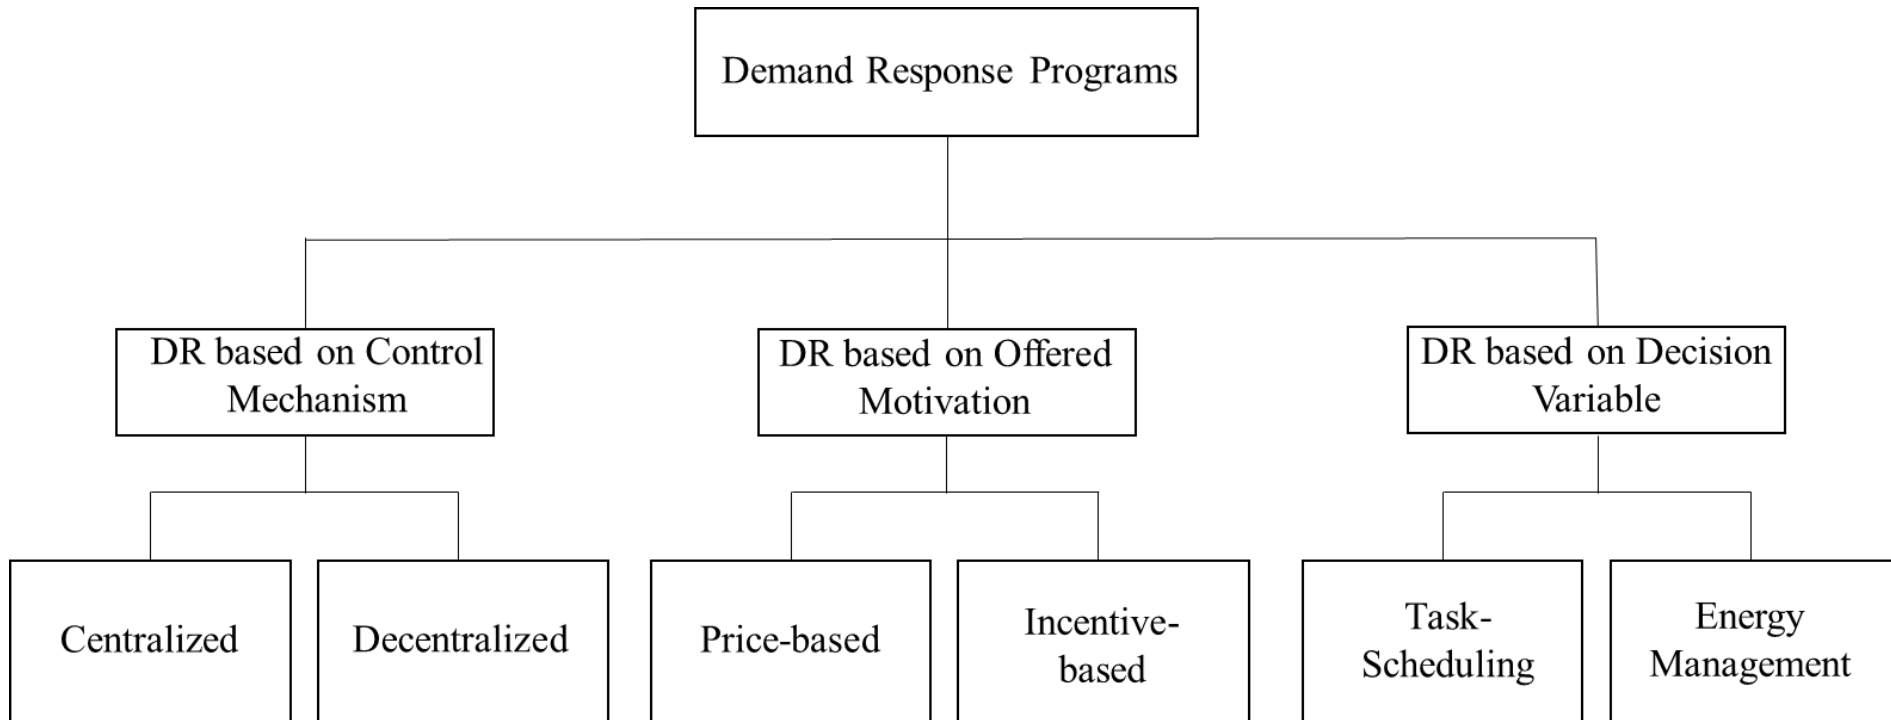 Demand Response Programs
DR based on Control
Mechanism
DR based on Offered
Motivation
DR based on Decision
Variable
Centralized
Decentralized
Price-based
Incentive-
based
Task-
Scheduling
Energy
Management